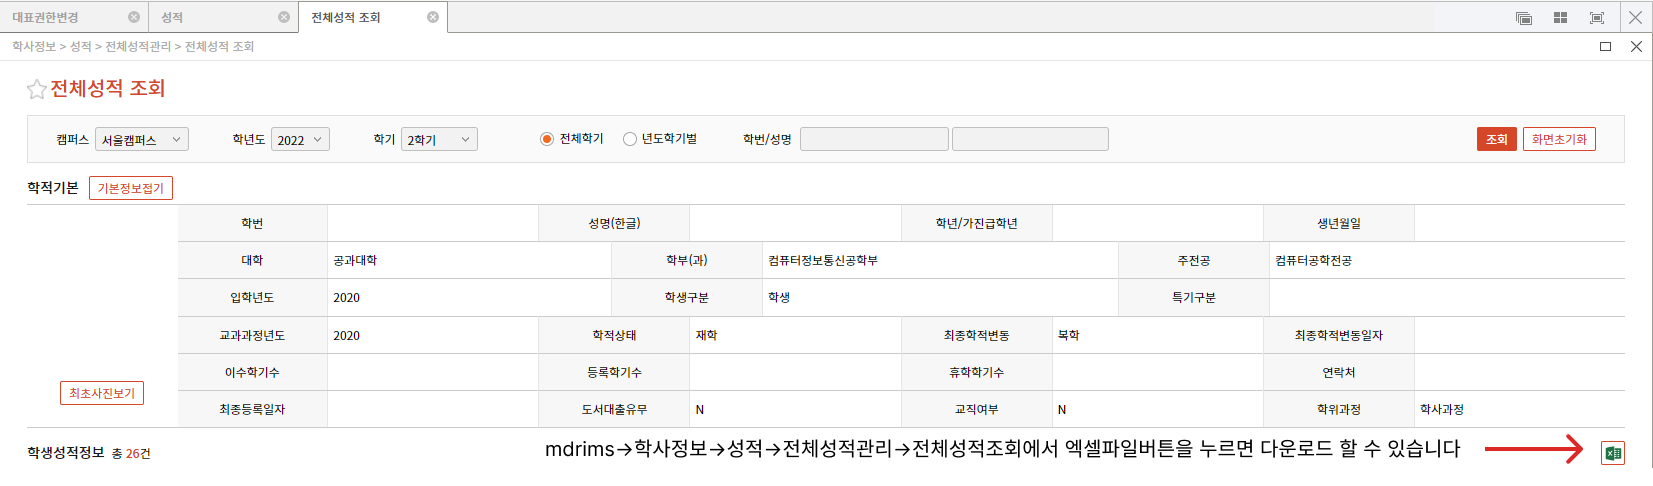 대표권한변경 성적 전체성적 조회
학사정보 > 성적 > 전체성적관리 > 전체성적 조회
전체성적 조회
캠퍼스 서울캠퍼스 학년도 2022 학기 2학기 전체학기 년도학기별 학번/성명 조회 화면초기화
학적기본 기본정보접기
학번 성명(한글) 학년/가진급학년 생년월일
대학 공과대학 학부(과) 컴퓨터정보통신공학부 주전공 컴퓨터공학전공
입학년도 2020 학생구분 학생 특기구분
교과과정년도 2020 학적상태 재학 최종학적변동 복학 최종학적변동일자
이수학기수 등록학기수 휴학학기수 연락처
최초사진보기
최종등록일자 도서대출유무 N 교직여부 N 학위과정 학사과정
학생성적정보 총 26건 mdrims→학사정보→성적→전체성적관리→전체성적조회에서 엑셀파일버튼을 누르면 다운로드 할 수 있습니다